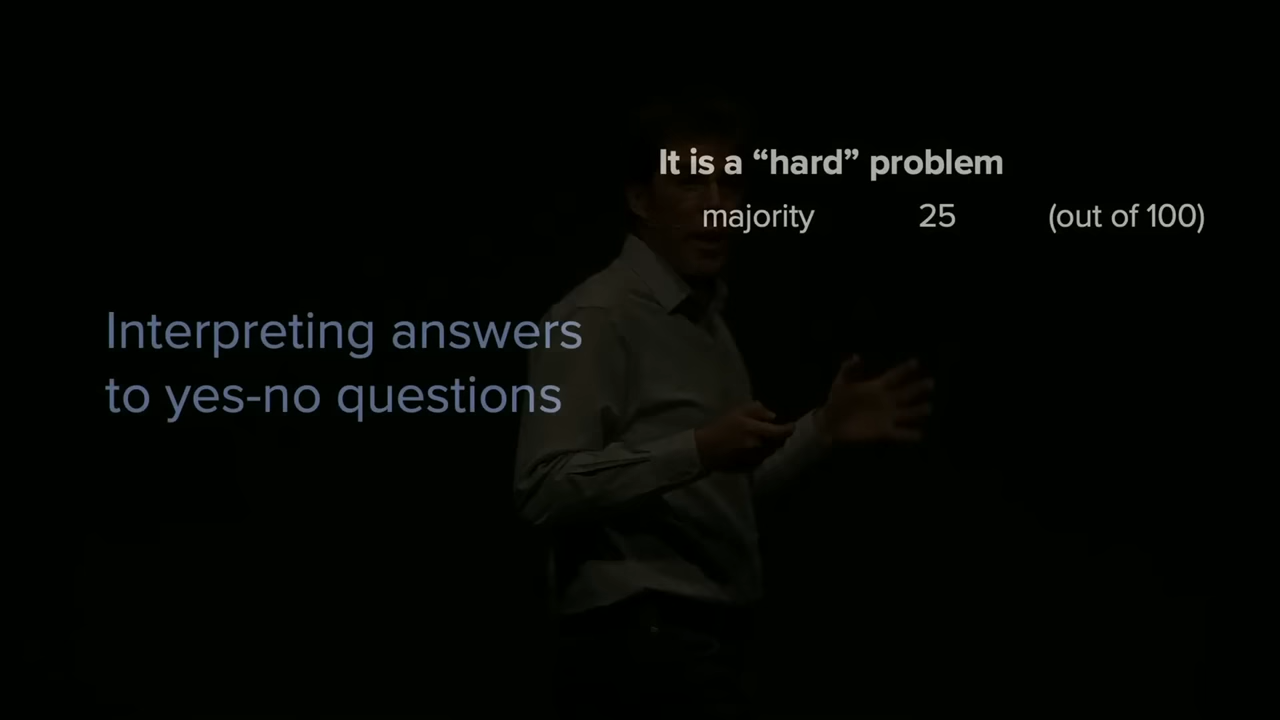 It is a “hard” problem
majority 25 (out of 100)
Interpreting answers
to yes-no questions